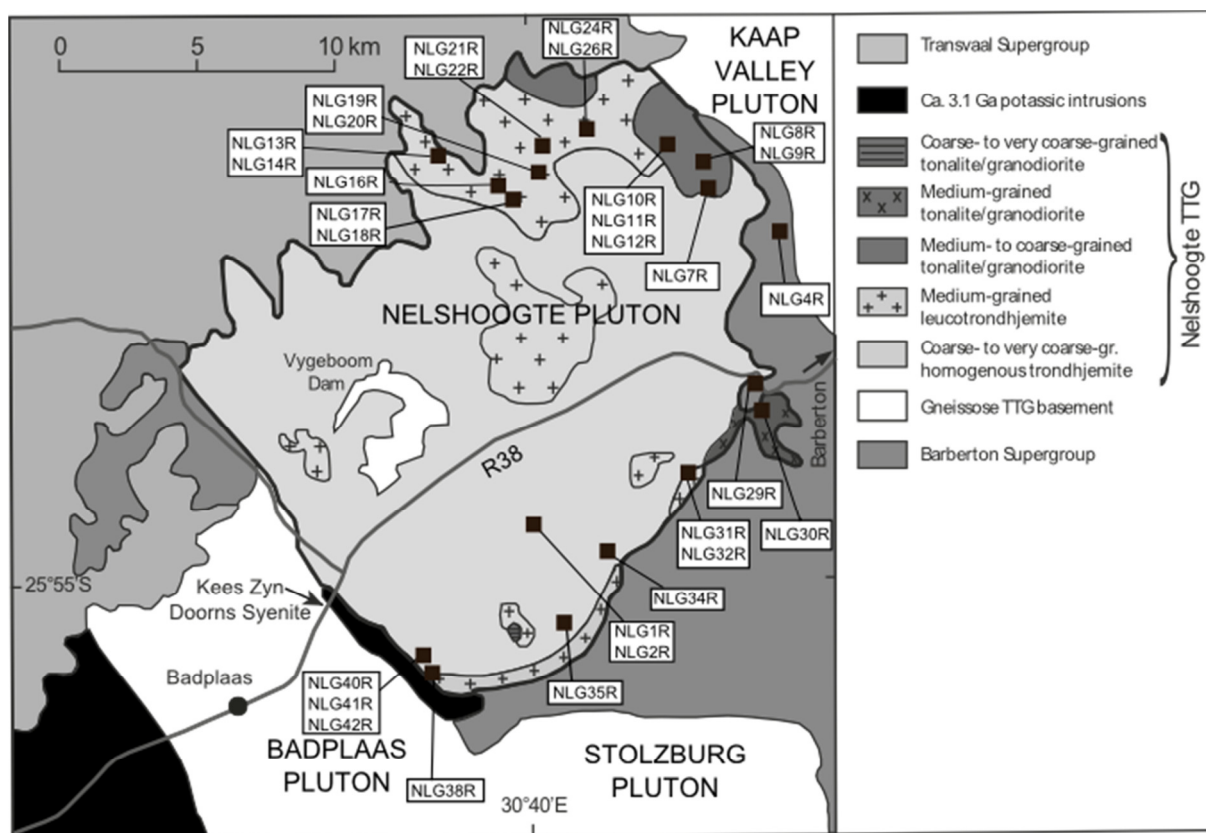 0 5 10 km
NLG24R
NLG26R
KAAP
VALLEY
PLUTON
NLG21R
NLG22R
NLG19R
NLG20R
NLG13R
NLG14R
NLG8R
NLG9R
NLG16R
NLG10R
NLG11R
NLG12R
NLG17R
NLG18R
NLG7R
NLG4R
NELSHOOGTE PLUTON
Vygeboom
Dam
R38
Barberton
NLG29R
NLG31R
NLG32R
NLG30R
25°55'S
Kees Zyn
Doorns Syenite
NLG34R
NLG1R
NLG2R
Badplaas
NLG40R
NLG41R
NLG42R
NLG35R
BADPLAAS
PLUTON
STOLZBURG
PLUTON
NLG38R
30°40'E
Transvaal Supergroup
Ca. 3.1 Ga potassic intrusions
Coarse- to very coarse-grained
tonalite/granodiorite
Medium-grained
tonalite/granodiorite
Medium- to coarse-grained
tonalite/granodiorite
Medium-grained
leucotrondhjemite
Coarse- to very coarse-gr.
homogenous trondhjemite
Nelshoogte TTG
Gneissose TTG basement
Barberton Supergroup